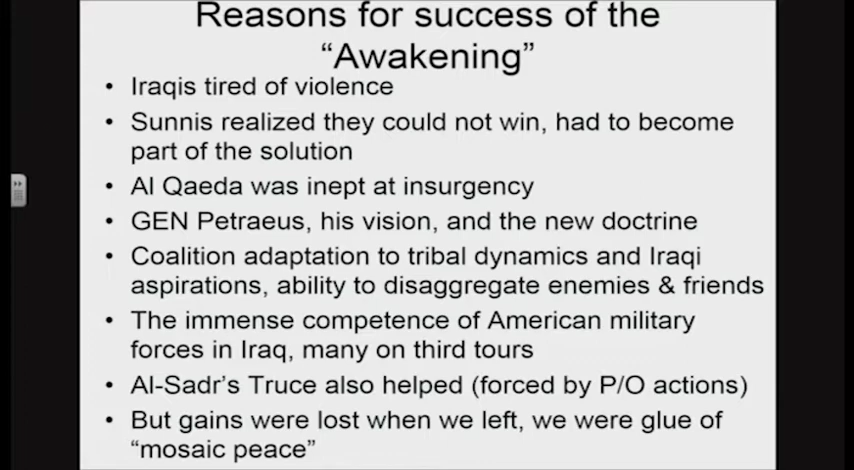 Reasons for success of the
“Awakening”
• Iraqis tired of violence
• Sunnis realized they could not win, had to become
part of the solution
• Al Qaeda was inept at insurgency
• GEN Petraeus, his vision, and the new doctrine
• Coalition adaptation to tribal dynamics and Iraqi
aspirations, ability to disaggregate enemies & friends
• The immense competence of American military
forces in Iraq, many on third tours
• Al-Sadr’s Truce also helped (forced by P/O actions)
• But gains were lost when we left, we were glue of
“mosaic peace”